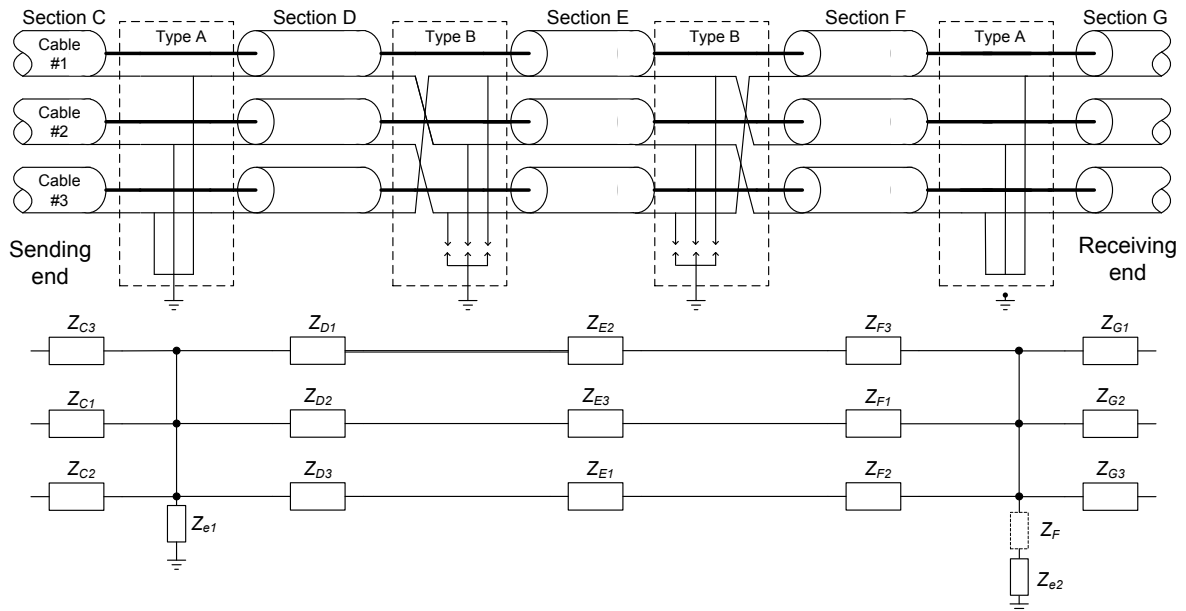 Section C Section D Section E Section F Section G
Type A Type B Type B Type A
Cable
#1
Cable
#2
Cable
#3
Sending
end
Receiving
end
Z_C3 Z_D1 Z_E2 Z_F3 Z_G1
Z_C1 Z_D2 Z_E3 Z_F1 Z_G2
Z_C2 Z_D3 Z_E1 Z_F2 Z_G3
Z_e1
Z_F
Z_e2